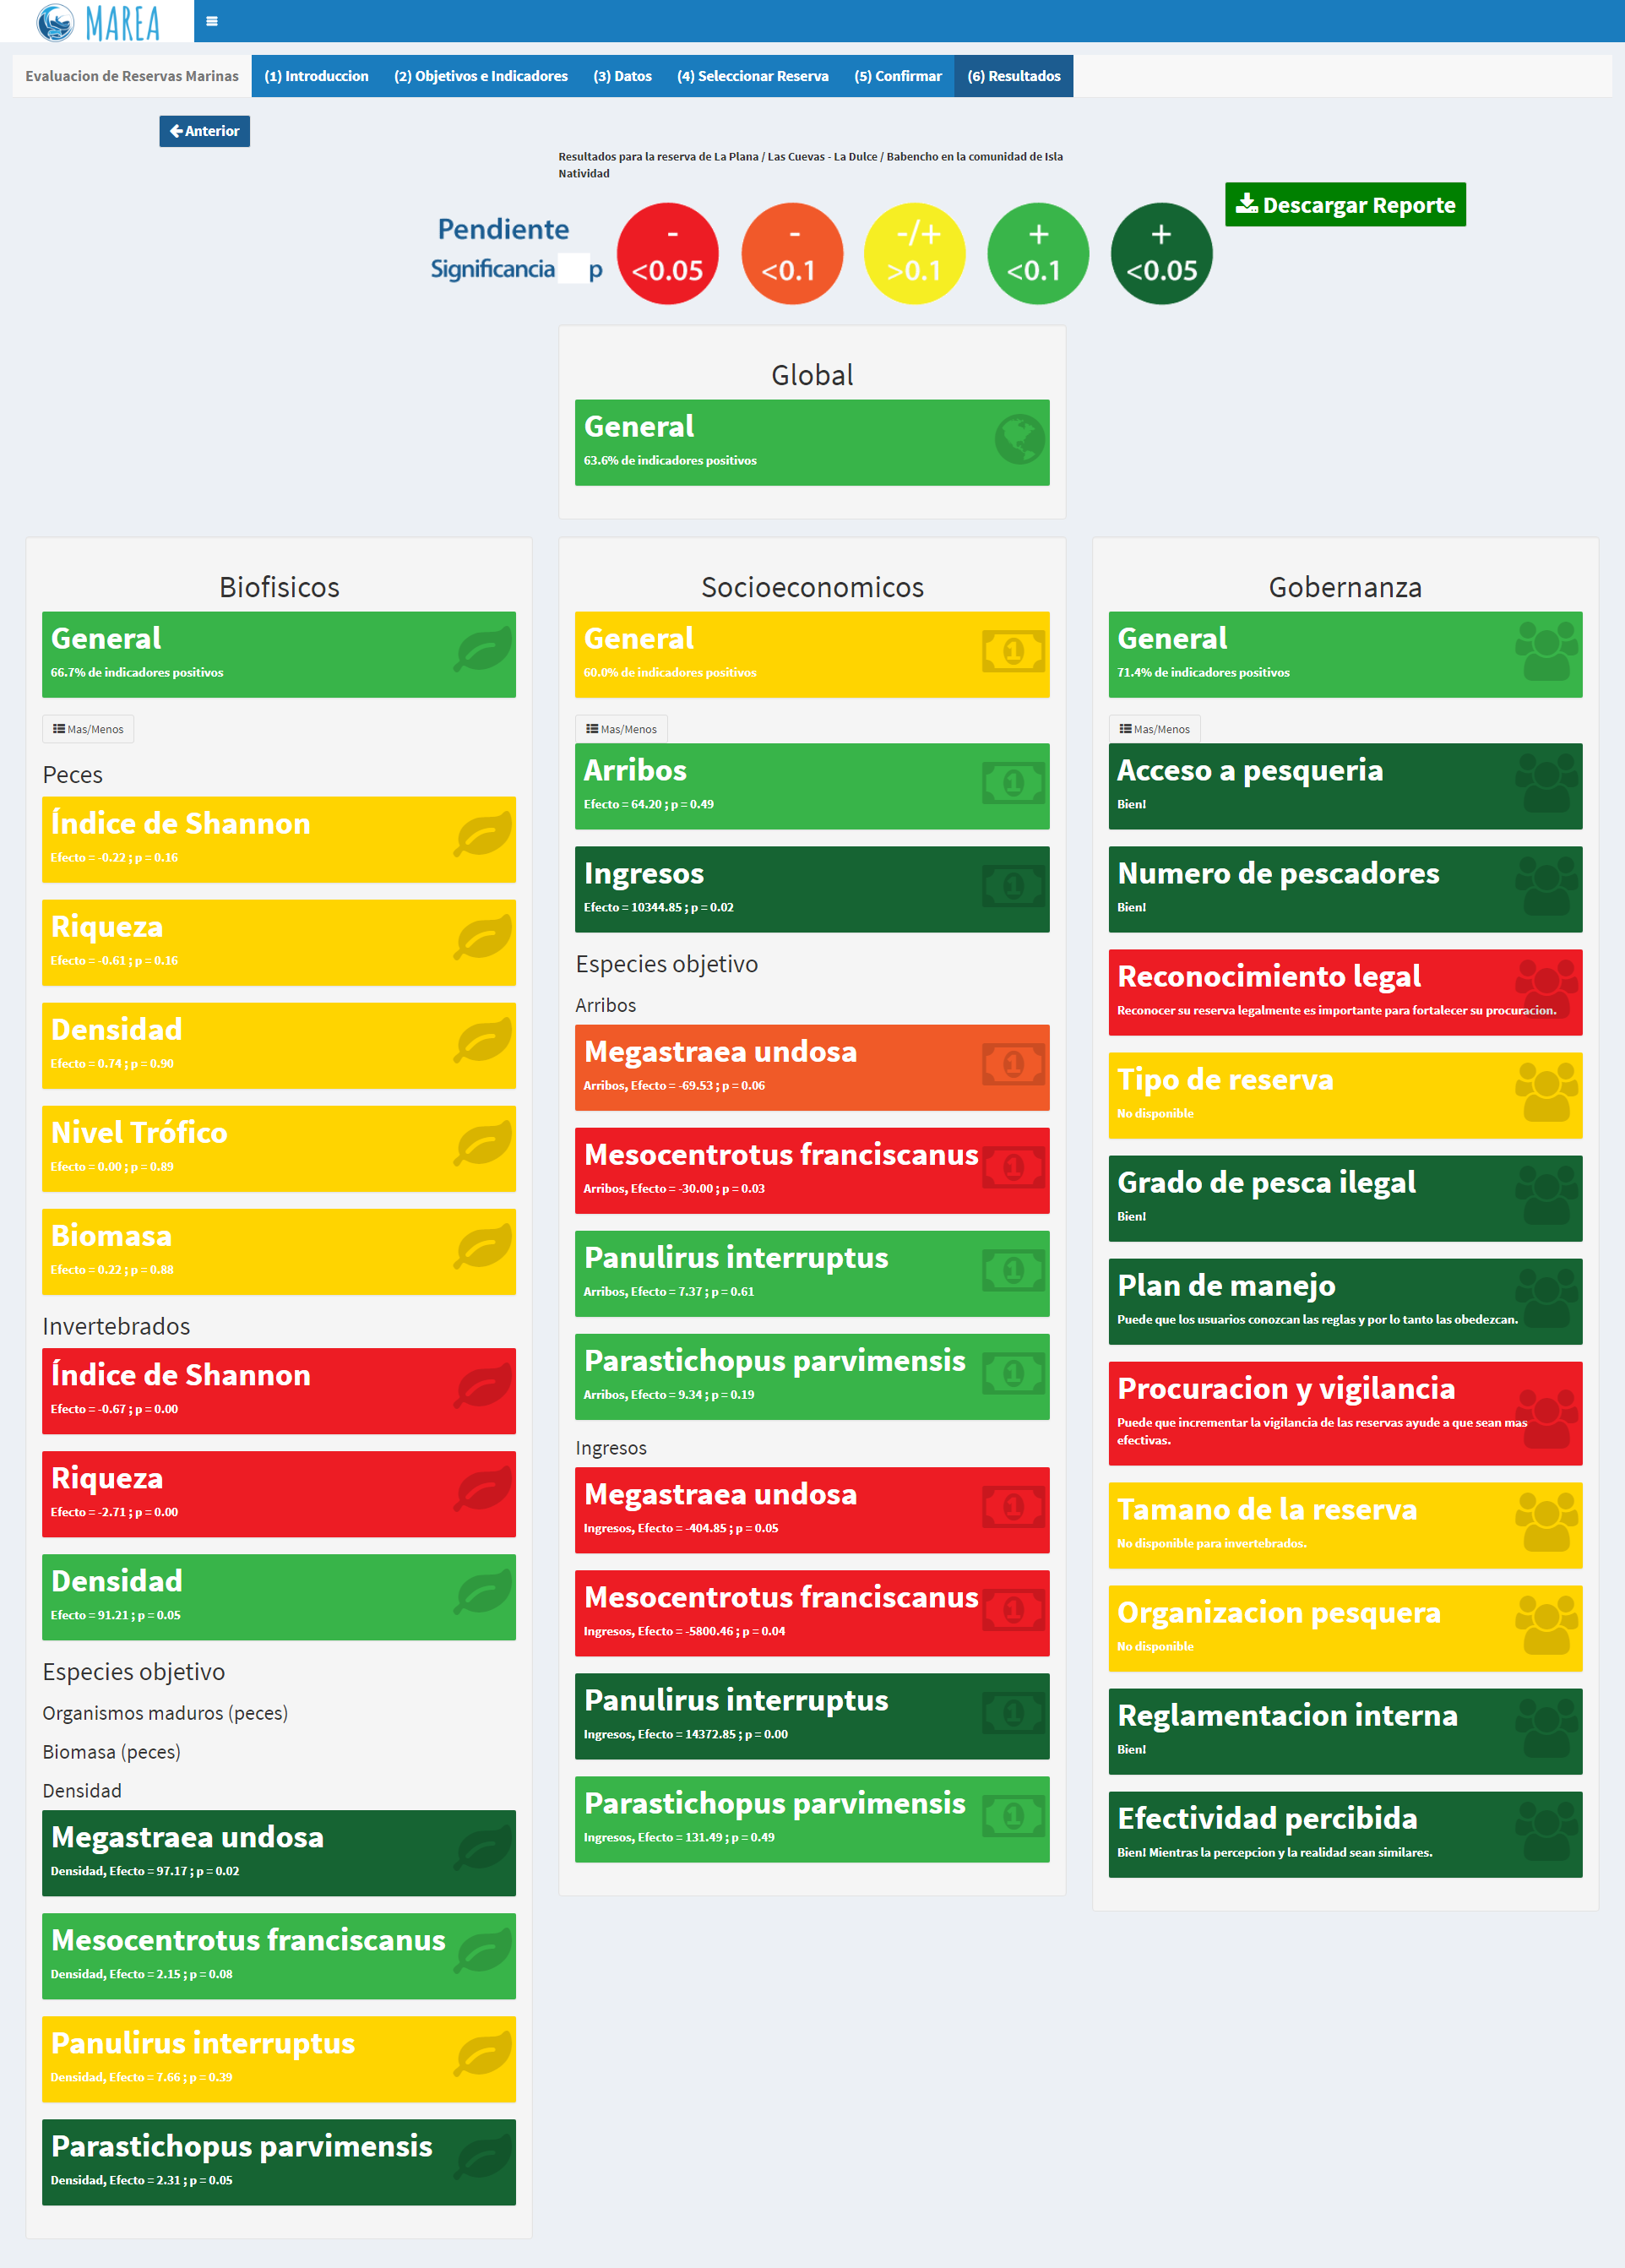 MAREA
Evaluacion de Reservas Marinas
(1) Introduccion
(2) Objetivos e Indicadores
(3) Datos
(4) Seleccionar Reserva
(5) Confirmar
(6) Resultados
Anterior
Resultados para la reserva de La Plana / Las Cuevas - La Dulce / Babencho en la comunidad de Isla
Natividad
Descargar Reporte
Pendiente
Significancia p
-
<0.05
-
<0.1
-/+
>0.1
+
<0.1
+
<0.05
Global
General
63.6% de indicadores positivos
Biofisicos
General
66.7% de indicadores positivos
Mas/Menos
Peces
Índice de Shannon
Efecto = -0.22 ; p = 0.16
Riqueza
Efecto = -0.61 ; p = 0.16
Densidad
Efecto = 0.74 ; p = 0.90
Nivel Trófico
Efecto = 0.00 ; p = 0.89
Biomasa
Efecto = 0.22 ; p = 0.88
Invertebrados
Índice de Shannon
Efecto = -0.67 ; p = 0.00
Riqueza
Efecto = -2.71 ; p = 0.00
Densidad
Efecto = 91.21 ; p = 0.05
Especies objetivo
Organismos maduros (peces)
Biomasa (peces)
Densidad
Megastraea undosa
Densidad, Efecto = 97.17 ; p = 0.02
Mesocentrotus franciscanus
Densidad, Efecto = 2.15 ; p = 0.08
Panulirus interruptus
Densidad, Efecto = 7.66 ; p = 0.39
Parastichopus parvimensis
Densidad, Efecto = 2.31 ; p = 0.05
Socioeconomicos
General
60.0% de indicadores positivos
Mas/Menos
Arribos
Efecto = 64.20 ; p = 0.49
Ingresos
Efecto = 10344.85 ; p = 0.02
Especies objetivo
Arribos
Megastraea undosa
Arribos, Efecto = -69.53 ; p = 0.06
Mesocentrotus franciscanus
Arribos, Efecto = -30.00 ; p = 0.03
Panulirus interruptus
Arribos, Efecto = 7.37 ; p = 0.61
Parastichopus parvimensis
Arribos, Efecto = 9.34 ; p = 0.19
Ingresos
Megastraea undosa
Ingresos, Efecto = -404.85 ; p = 0.05
Mesocentrotus franciscanus
Ingresos, Efecto = -5800.46 ; p = 0.04
Panulirus interruptus
Ingresos, Efecto = 14372.85 ; p = 0.00
Parastichopus parvimensis
Ingresos, Efecto = 131.49 ; p = 0.49
Gobernanza
General
71.4% de indicadores positivos
Mas/Menos
Acceso a pesqueria
Bien!
Numero de pescadores
Bien!
Reconocimiento legal
Reconocer su reserva legalmente es importante para fortalecer su procuracion.
Tipo de reserva
No disponible
Grado de pesca ilegal
Bien!
Plan de manejo
Puede que los usuarios conozcan las reglas y por lo tanto las obedezcan.
Procuracion y vigilancia
Puede que incrementar la vigilancia de las reservas ayude a que sean mas
efectivas.
Tamano de la reserva
No disponible para invertebrados.
Organizacion pesquera
No disponible
Reglamentacion interna
Bien!
Efectividad percibida
Bien! Mientras la percepcion y la realidad sean similares.